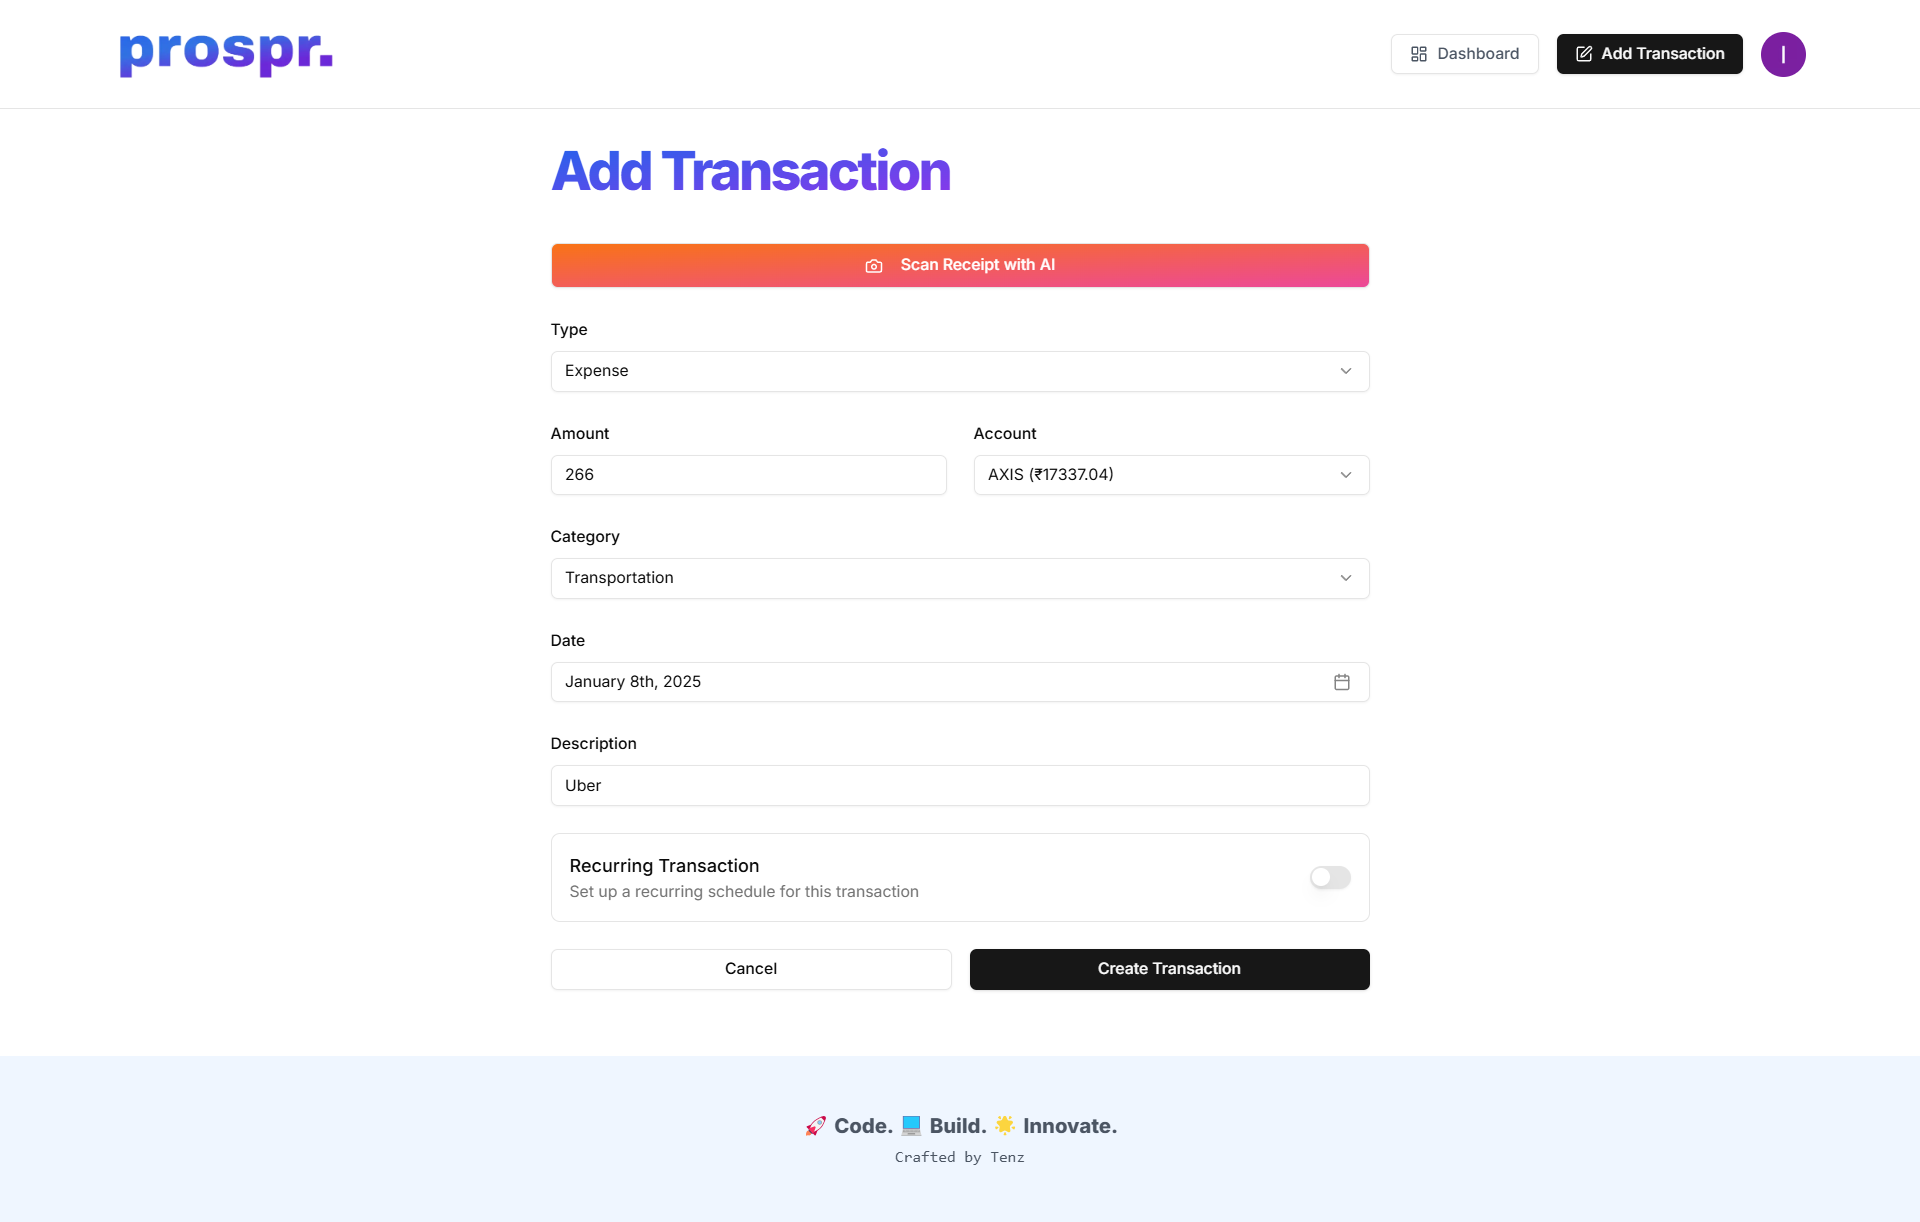 prospr.
Dashboard
Add Transaction
I
Add Transaction
Scan Receipt with AI
Type
Expense
Amount
Account
266
AXIS (₹17337.04)
Category
Transportation
Date
January 8th, 2025
Description
Uber
Recurring Transaction
Set up a recurring schedule for this transaction
Cancel
Create Transaction
🚀 Code. 💻 Build. 🌟 Innovate.
Crafted by Tenz